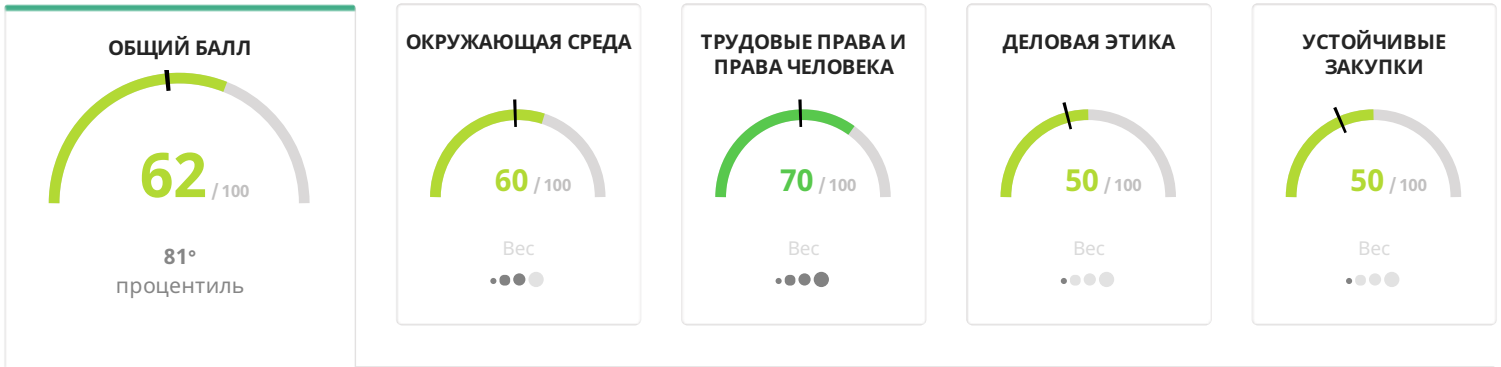 ОБЩИЙ БАЛЛ
62 / 100
81°
процентиль
ОКРУЖАЮЩАЯ СРЕДА
60 / 100
Вес
ТРУДОВЫЕ ПРАВА И
ПРАВА ЧЕЛОВЕКА
70 / 100
Вес
ДЕЛОВАЯ ЭТИКА
50 / 100
Вес
УСТОЙЧИВЫЕ
ЗАКУПКИ
50 / 100
Вес